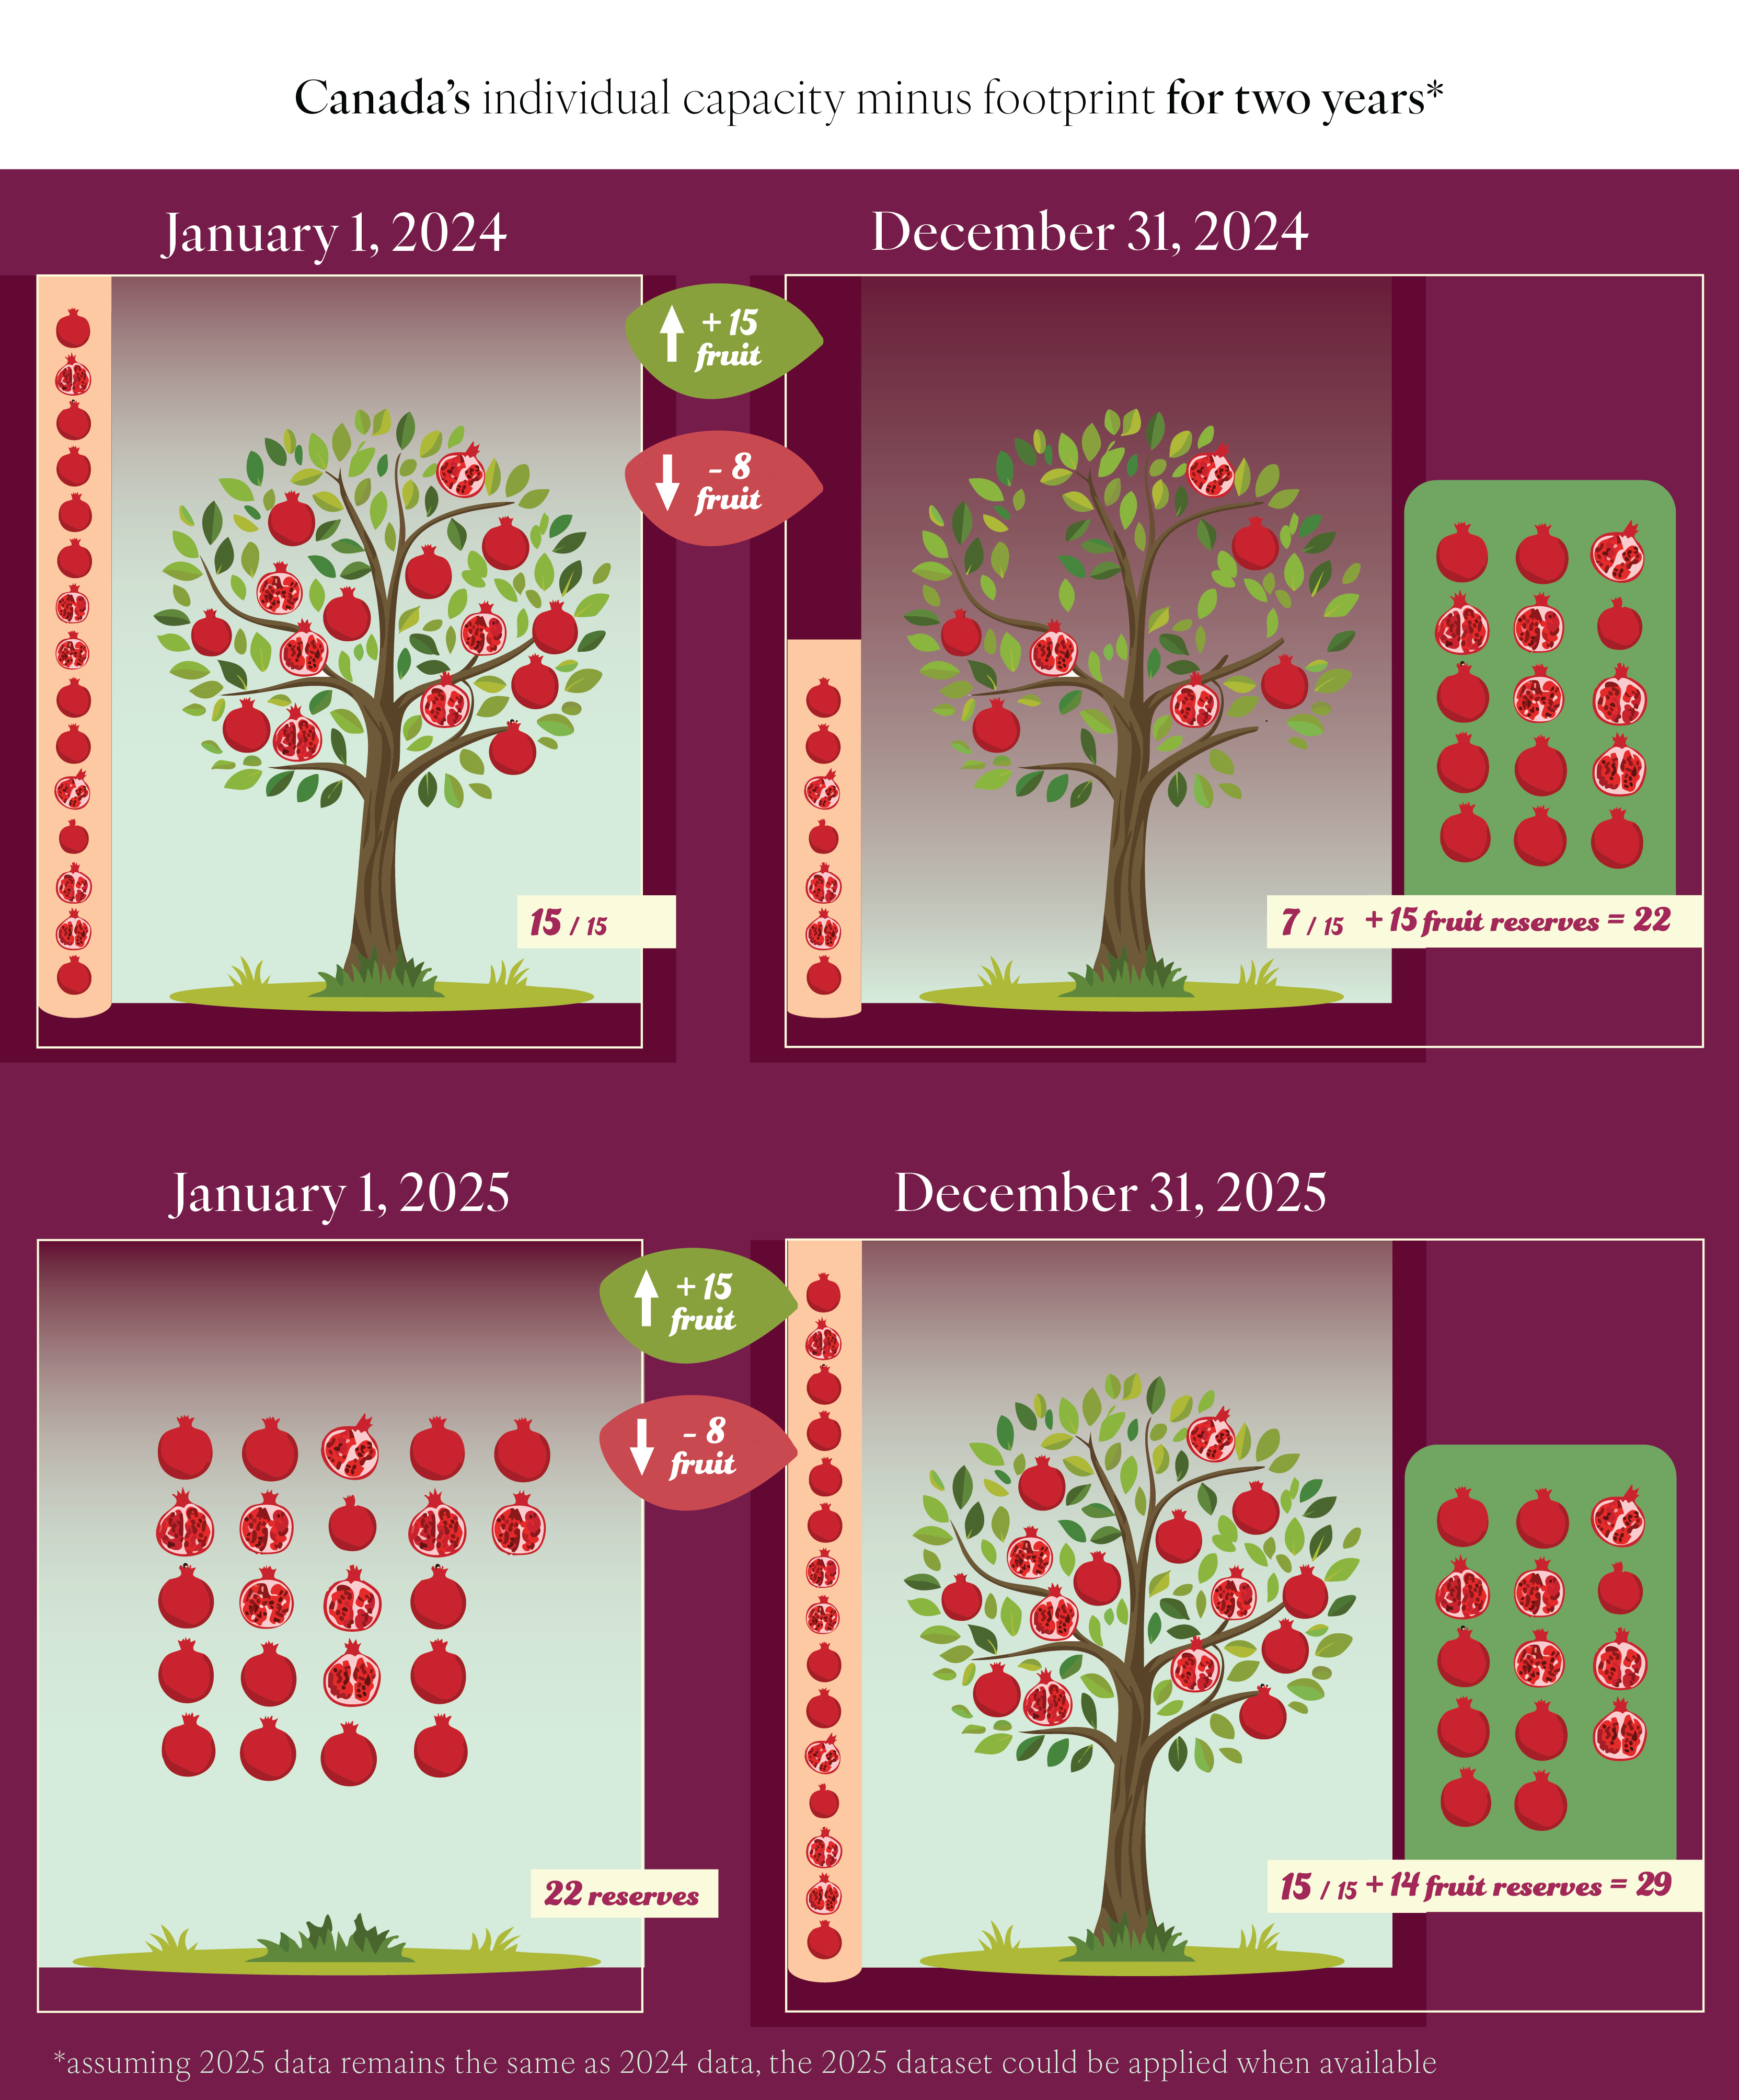 Canada’s individual capacity minus footprint for two years*
January 1, 2024
December 31, 2024
+ 15
fruit
- 8
fruit
15 / 15
7 / 15 + 15 fruit reserves = 22
January 1, 2025
December 31, 2025
+ 15
fruit
- 8
fruit
22 reserves
15 / 15 + 14 fruit reserves = 29
*assuming 2025 data remains the same as 2024 data, the 2025 dataset could be applied when available